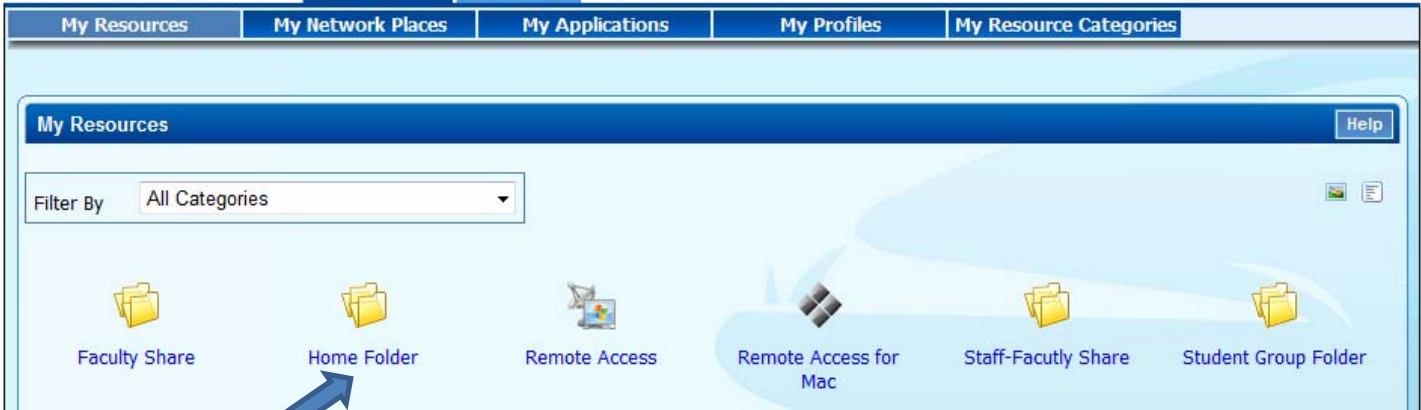 My Resources My Network Places My Applications My Profiles My Resource Categories
My Resources Help
Filter By All Categories
Faculty Share Home Folder Remote Access Remote Access for Mac Staff-Facutly Share Student Group Folder